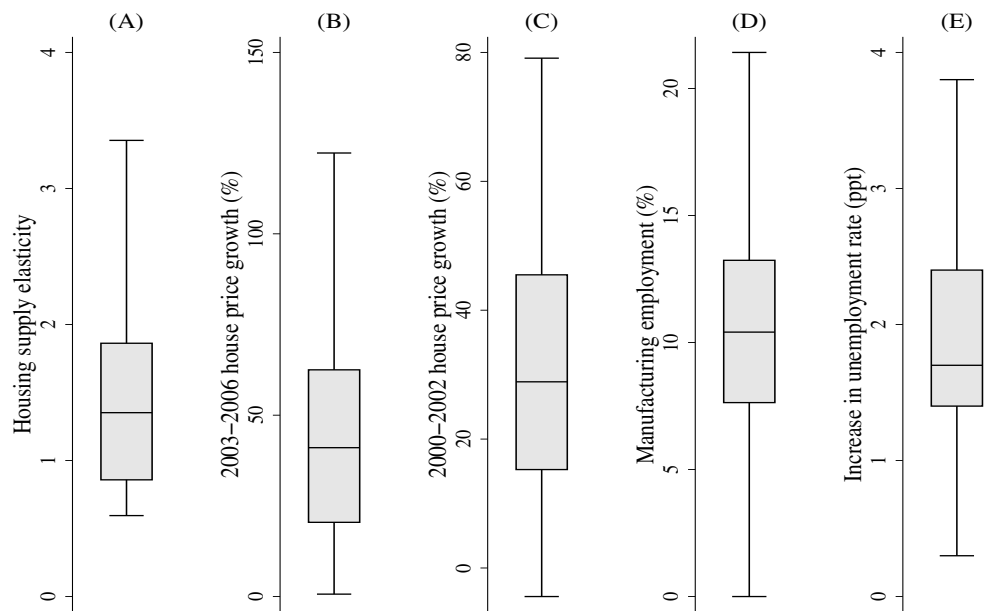 (A)
Housing supply elasticity
0
1
2
3
4
(B)
2003−2006 house price growth (%)
0
50
100
150
(C)
2000−2002 house price growth (%)
0
20
40
60
80
(D)
Manufacturing employment (%)
0
5
10
15
20
(E)
Increase in unemployment rate (ppt)
0
1
2
3
4